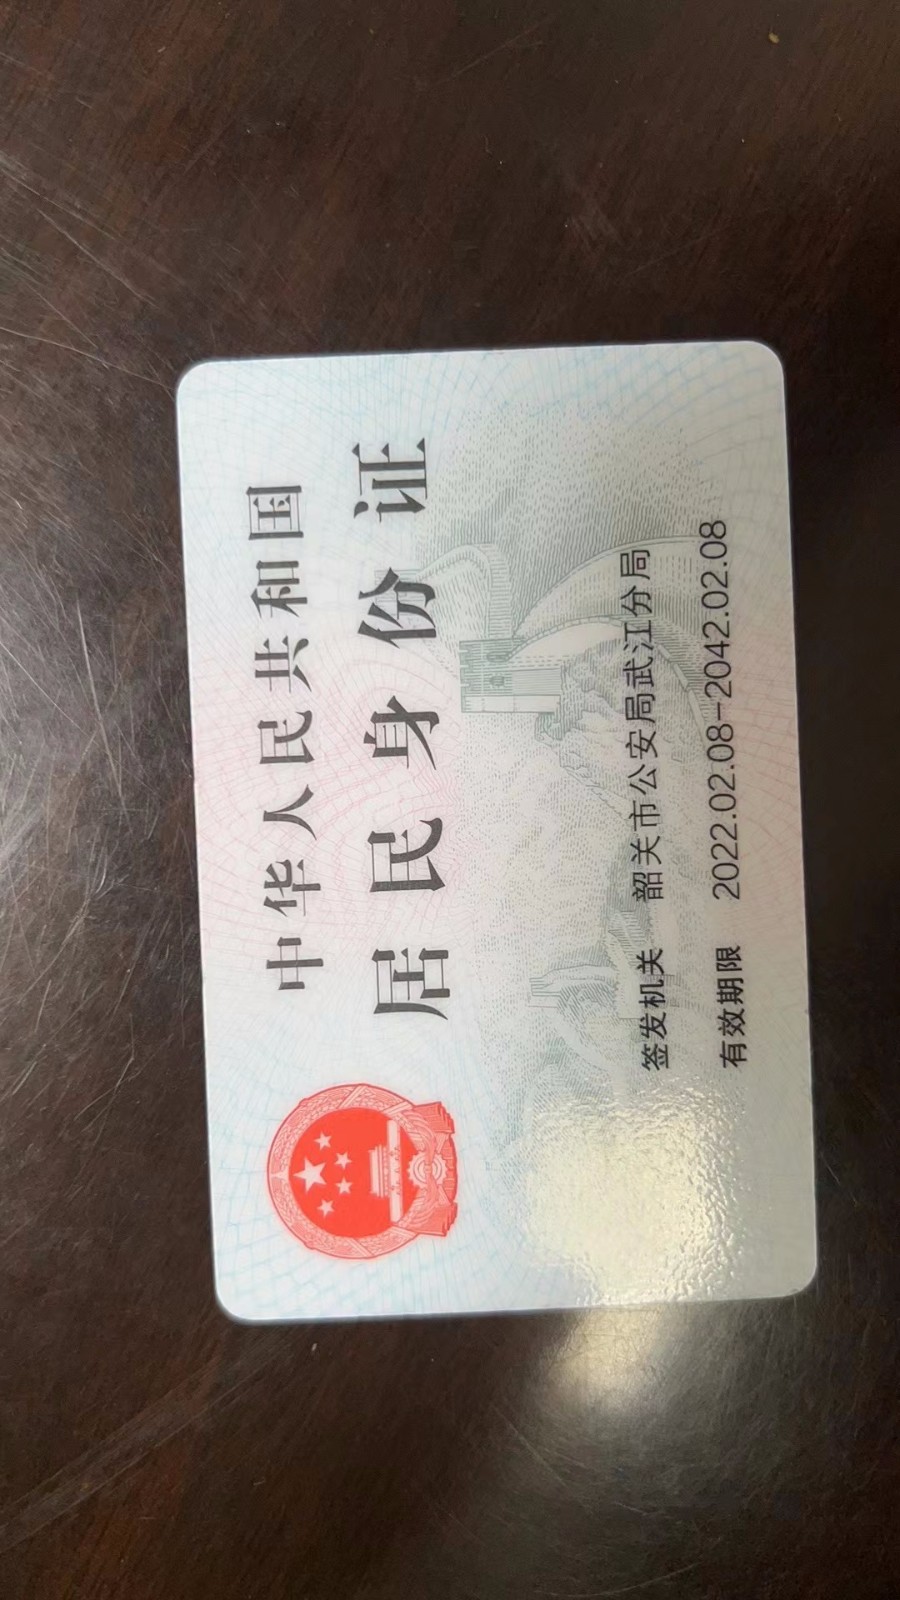 中华人民共和国
居民身份证
签发机关 韶关市公安局武江分局
有效期限 2022.02.08-2042.02.08